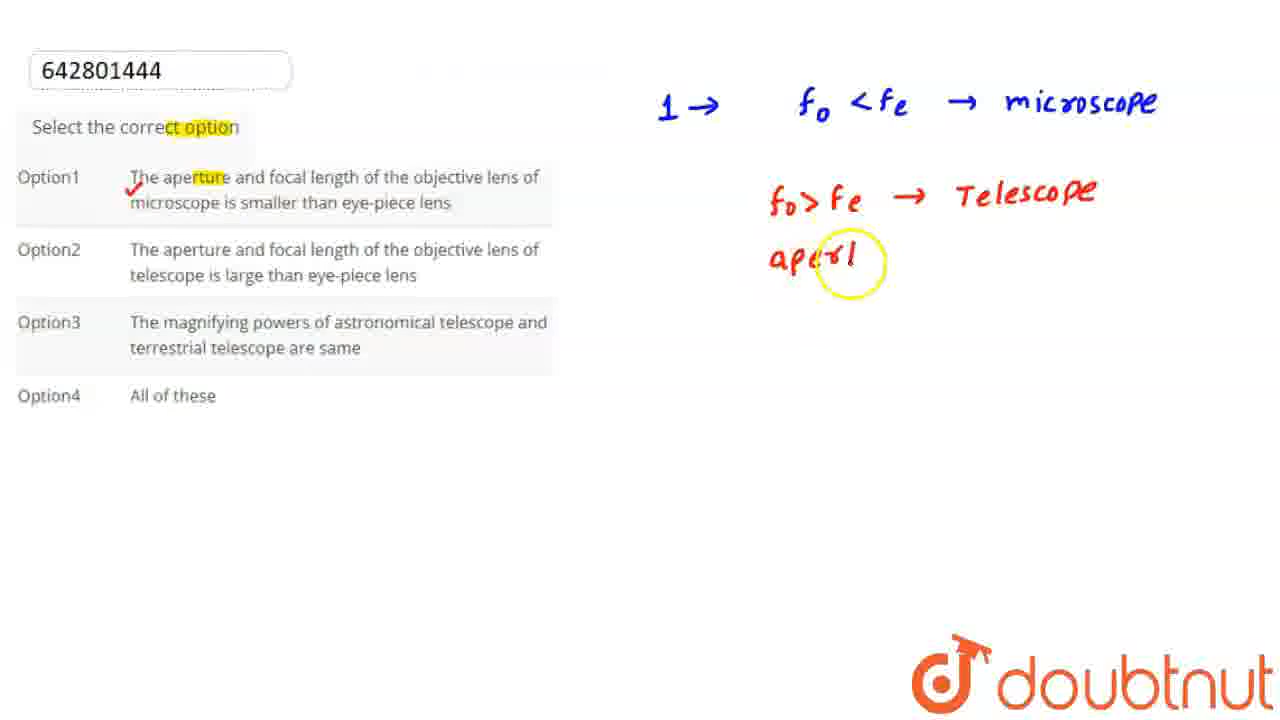 642801444
Select the correct option
Option1 The aperture and focal length of the objective lens of
microscope is smaller than eye-piece lens
Option2 The aperture and focal length of the objective lens of
telescope is large than eye-piece lens
Option3 The magnifying powers of astronomical telescope and
terrestrial telescope are same
Option4 All of these
1 → fo < fe → microscope
fo > fe → Telescope
aperl
doubtnut